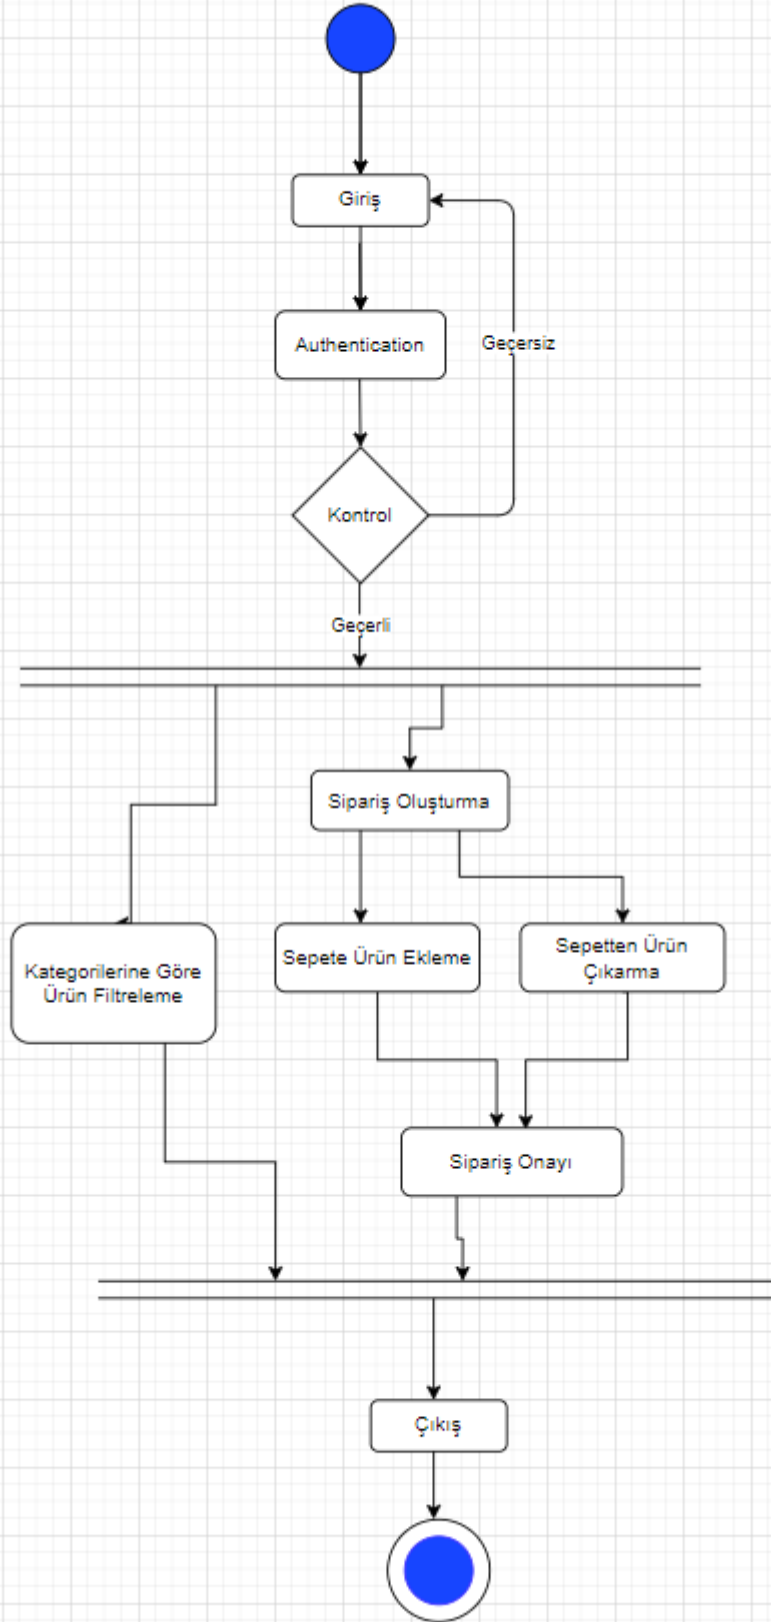 Giriş
Authentication
Geçersiz
Kontrol
Geçerli
Sipariş Oluşturma
Kategorilerine Göre
Ürün Filtreleme
Sepete Ürün Ekleme
Sepetten Ürün
Çıkarma
Sipariş Onayı
Çıkış